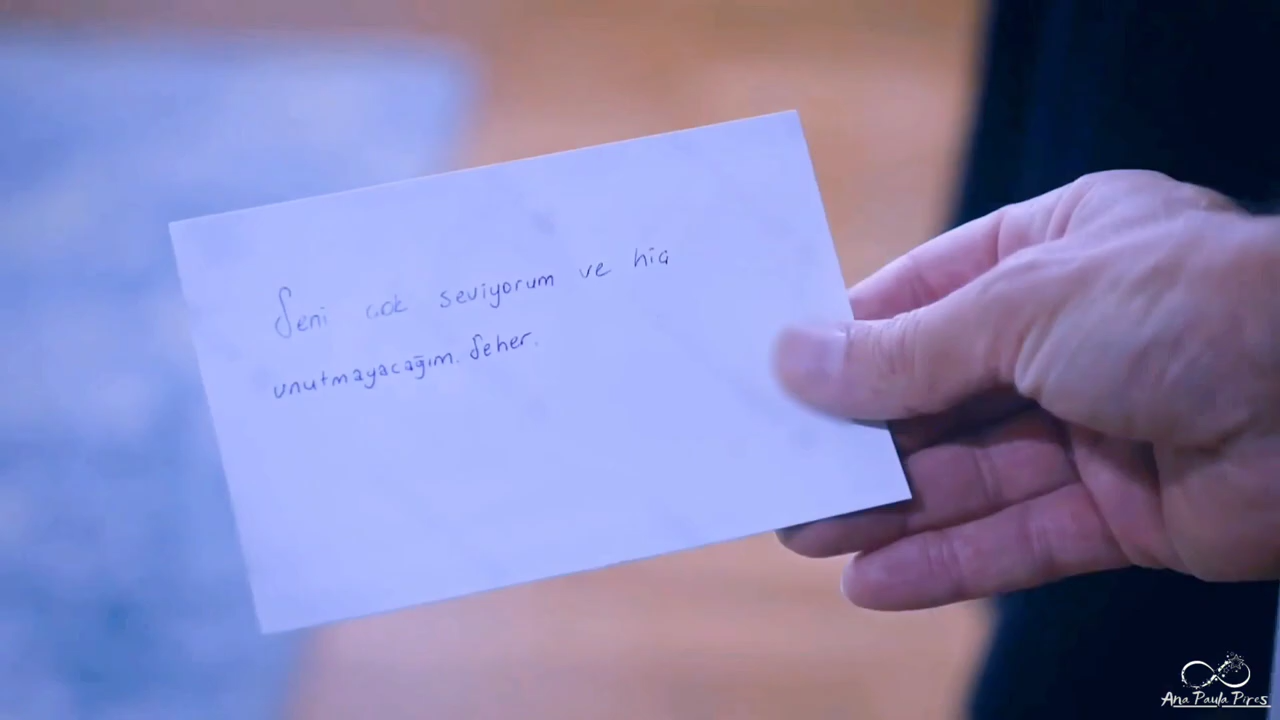 Seni çok seviyorum ve hiç
unutmayacağım. Seher.
Ana Paula Pires